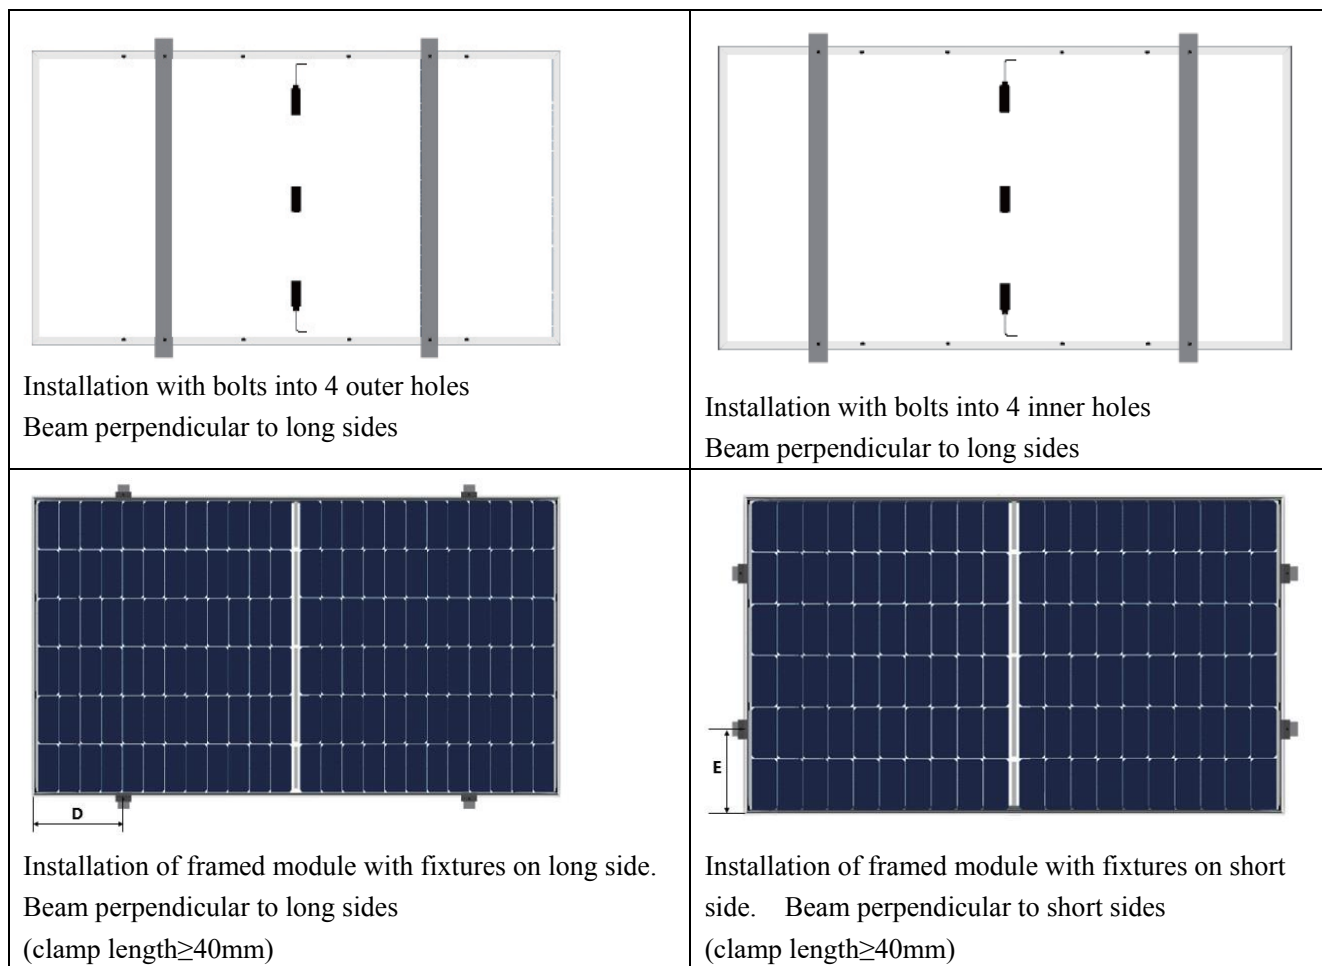 Installation with bolts into 4 outer holes
Beam perpendicular to long sides
Installation with bolts into 4 inner holes
Beam perpendicular to long sides
D
Installation of framed module with fixtures on long side.
Beam perpendicular to long sides
(clamp length≥40mm)
E
Installation of framed module with fixtures on short
side. Beam perpendicular to short sides
(clamp length≥40mm)